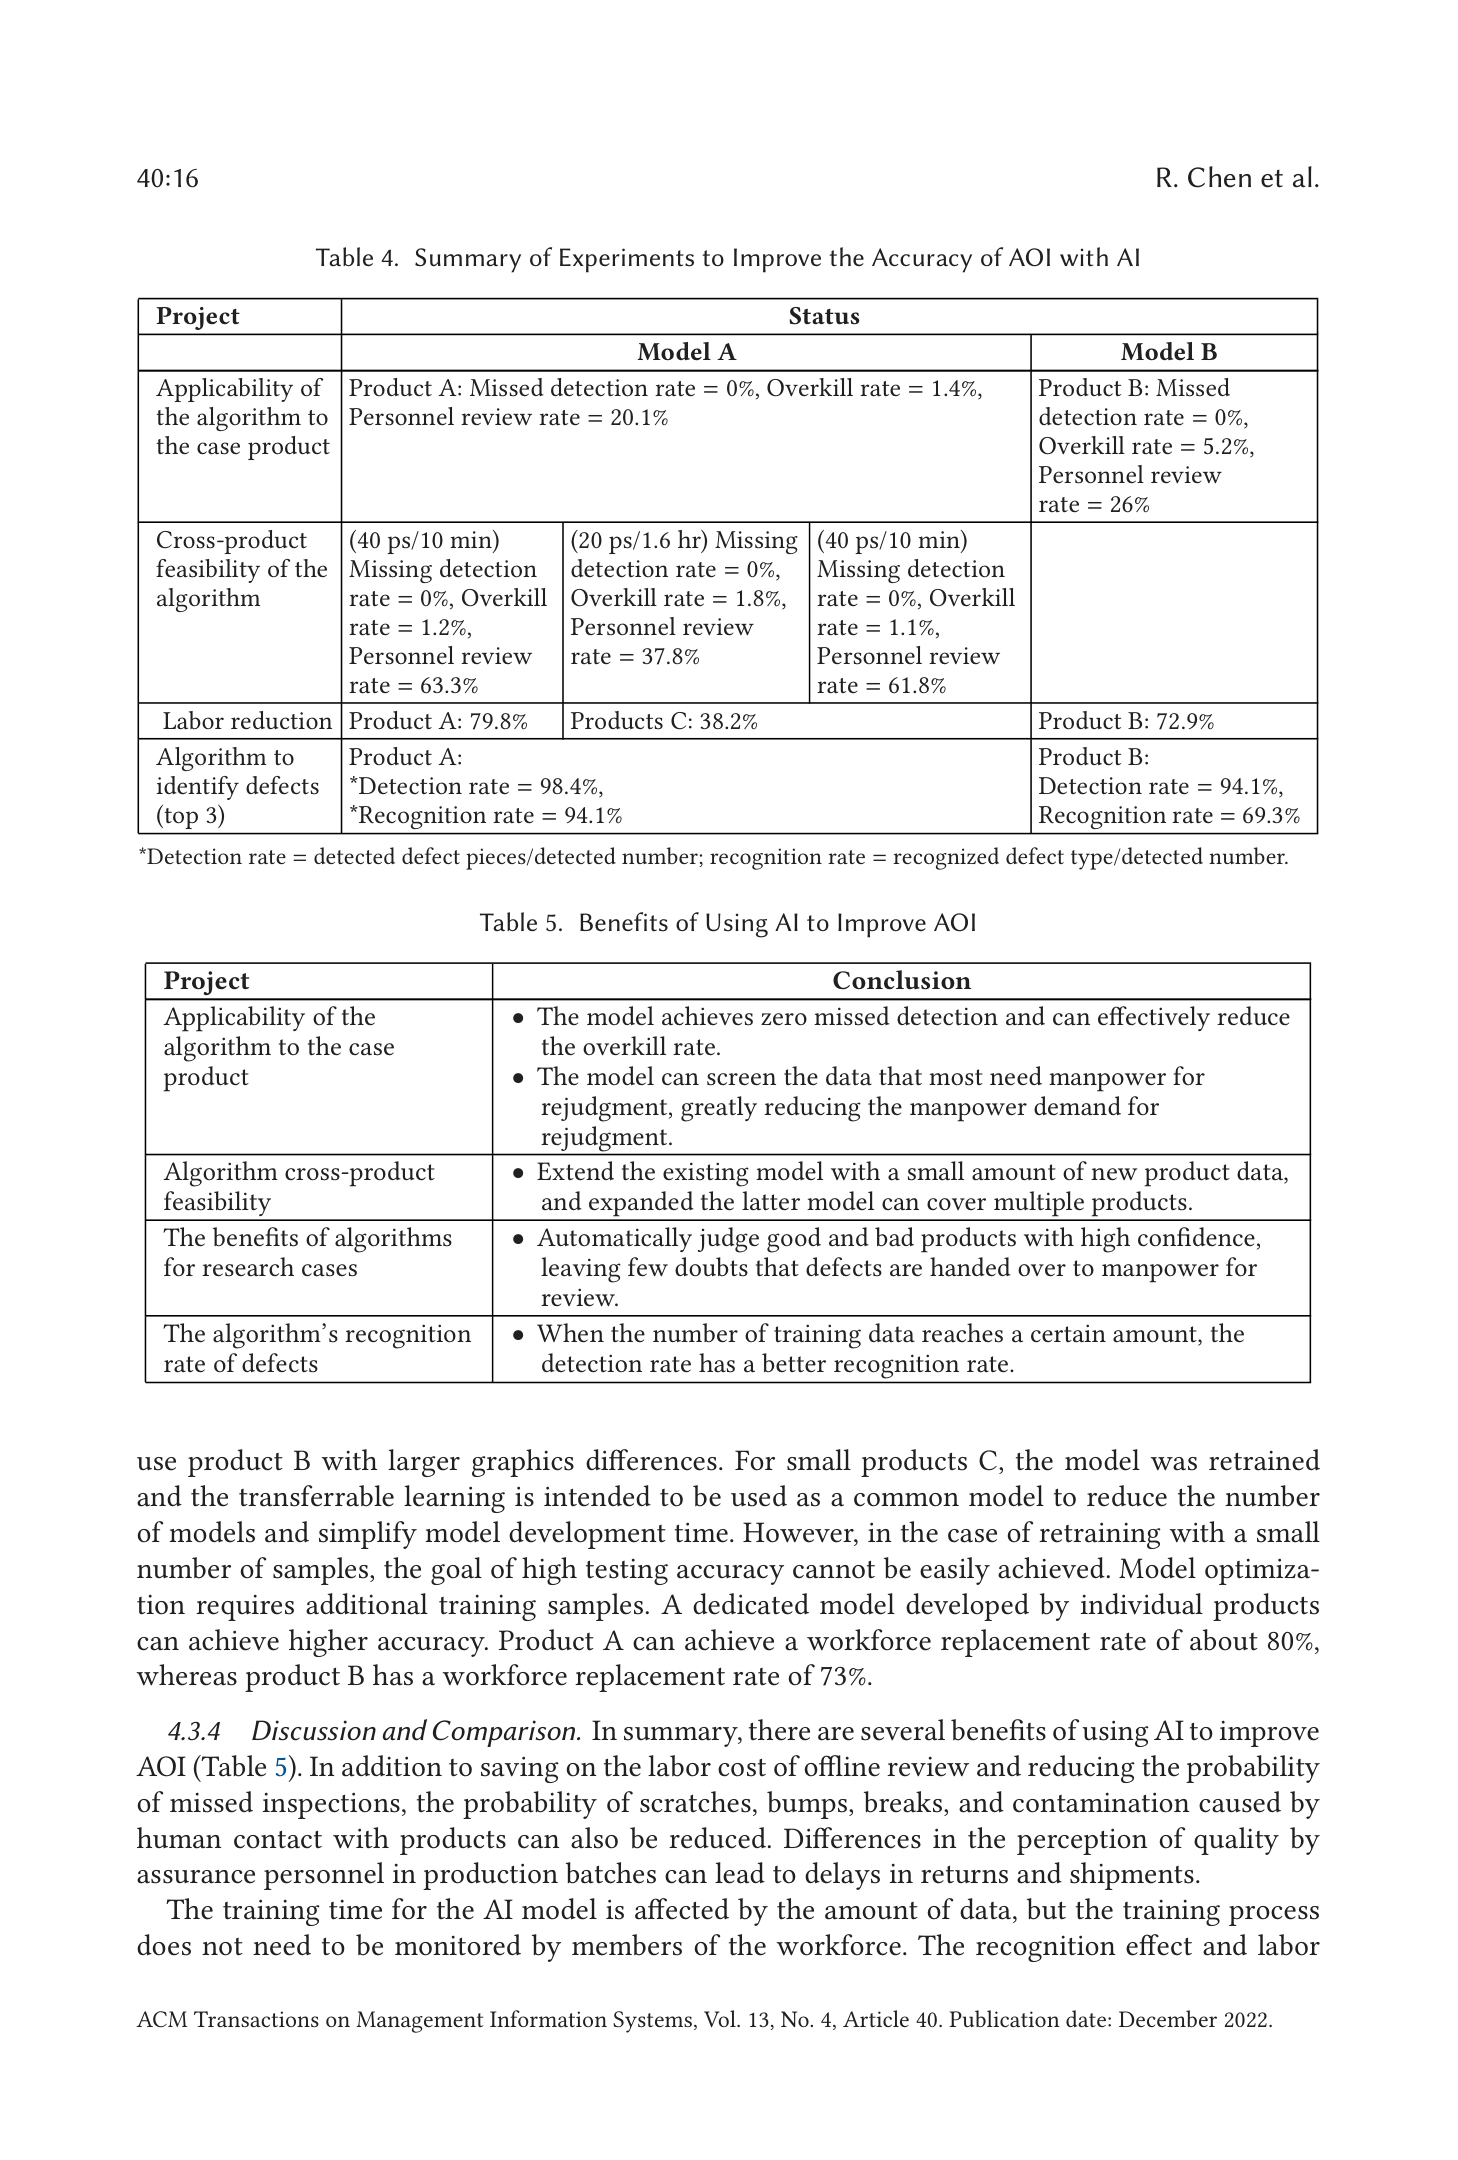 40:16
R. Chen et al.
Table 4. Summary of Experiments to Improve the Accuracy of AOI with AI
Project
Status
Model A
Model B
Applicability of
the algorithm to
the case product
Product A: Missed detection rate = 0%, Overkill rate = 1.4%,
Personnel review rate = 20.1%
Product B: Missed
detection rate = 0%,
Overkill rate = 5.2%,
Personnel review
rate = 26%
Cross-product
feasibility of the
algorithm
(40 ps/10 min)
Missing detection
rate = 0%, Overkill
rate = 1.2%,
Personnel review
rate = 63.3%
(20 ps/1.6 hr) Missing
detection rate = 0%,
Overkill rate = 1.8%,
Personnel review
rate = 37.8%
(40 ps/10 min)
Missing detection
rate = 0%, Overkill
rate = 1.1%,
Personnel review
rate = 61.8%
Labor reduction
Product A: 79.8%
Products C: 38.2%
Product B: 72.9%
Algorithm to
identify defects
(top 3)
Product A:
*Detection rate = 98.4%,
*Recognition rate = 94.1%
Product B:
Detection rate = 94.1%,
Recognition rate = 69.3%
*Detection rate = detected defect pieces/detected number; recognition rate = recognized defect type/detected number.
Table 5. Benefits of Using AI to Improve AOI
Project
Conclusion
Applicability of the
algorithm to the case
product
• The model achieves zero missed detection and can effectively reduce
the overkill rate.
• The model can screen the data that most need manpower for
rejudgment, greatly reducing the manpower demand for
rejudgment.
Algorithm cross-product
feasibility
• Extend the existing model with a small amount of new product data,
and expanded the latter model can cover multiple products.
The benefits of algorithms
for research cases
• Automatically judge good and bad products with high confidence,
leaving few doubts that defects are handed over to manpower for
review.
The algorithm's recognition
rate of defects
• When the number of training data reaches a certain amount, the
detection rate has a better recognition rate.
use product B with larger graphics differences. For small products C, the model was retrained
and the transferrable learning is intended to be used as a common model to reduce the number
of models and simplify model development time. However, in the case of retraining with a small
number of samples, the goal of high testing accuracy cannot be easily achieved. Model optimiza-
tion requires additional training samples. A dedicated model developed by individual products
can achieve higher accuracy. Product A can achieve a workforce replacement rate of about 80%,
whereas product B has a workforce replacement rate of 73%.
4.3.4 Discussion and Comparison. In summary, there are several benefits of using AI to improve
AOI (Table 5). In addition to saving on the labor cost of offline review and reducing the probability
of missed inspections, the probability of scratches, bumps, breaks, and contamination caused by
human contact with products can also be reduced. Differences in the perception of quality by
assurance personnel in production batches can lead to delays in returns and shipments.
The training time for the AI model is affected by the amount of data, but the training process
does not need to be monitored by members of the workforce. The recognition effect and labor
ACM Transactions on Management Information Systems, Vol. 13, No. 4, Article 40. Publication date: December 2022.